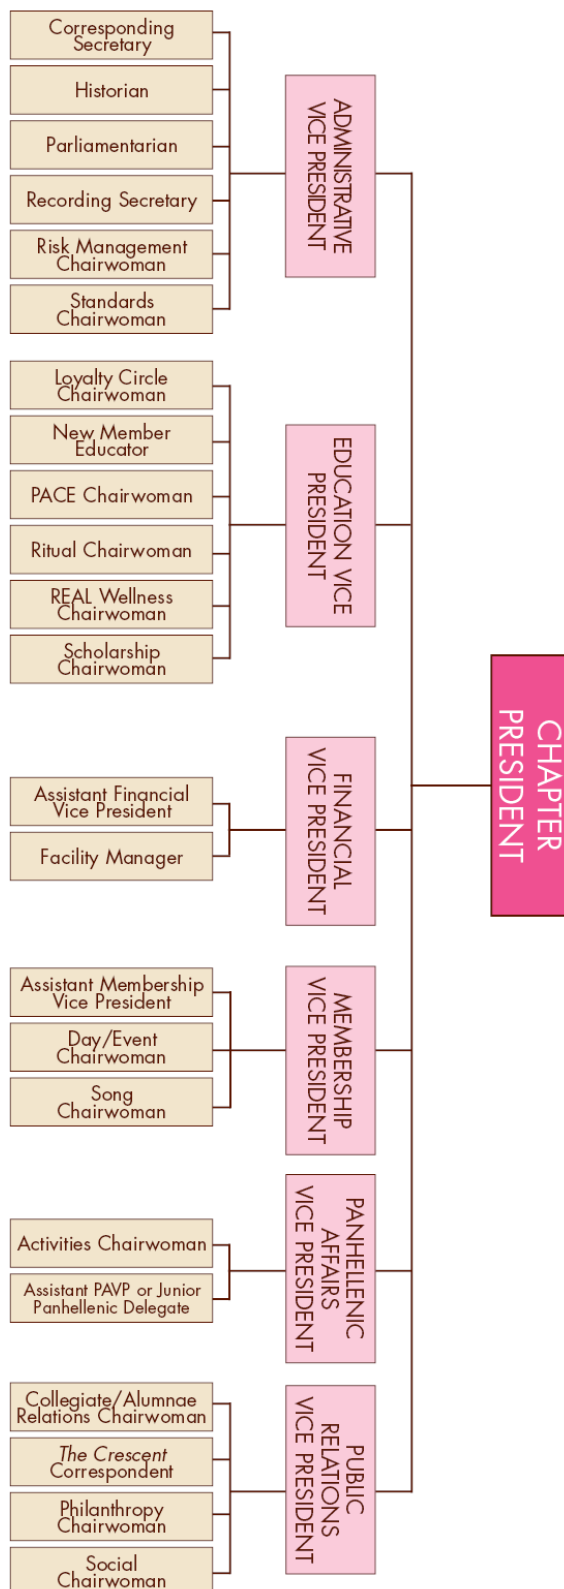 CHAPTER
PRESIDENT
ADMINISTRATIVE
VICE PRESIDENT
Corresponding
Secretary
Historian
Parliamentarian
Recording Secretary
Risk Management
Chairwoman
Standards
Chairwoman
EDUCATION VICE
PRESIDENT
Loyalty Circle
Chairwoman
New Member
Educator
PACE Chairwoman
Ritual Chairwoman
REAL Wellness
Chairwoman
Scholarship
Chairwoman
FINANCIAL
VICE PRESIDENT
Assistant Financial
Vice President
Facility Manager
MEMBERSHIP
VICE PRESIDENT
Assistant Membership
Vice President
Day/Event
Chairwoman
Song
Chairwoman
PANHELLENIC
AFFAIRS
VICE PRESIDENT
Activities Chairwoman
Assistant PAVP or Junior
Panhellenic Delegate
PUBLIC
RELATIONS
VICE PRESIDENT
Collegiate/Alumnae
Relations Chairwoman
The Crescent
Correspondent
Philanthropy
Chairwoman
Social
Chairwoman